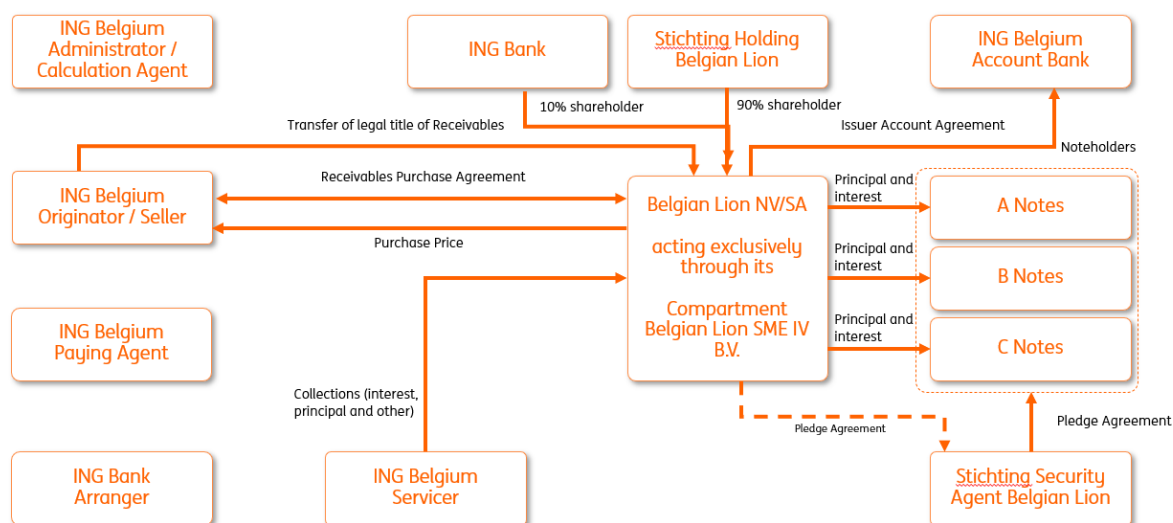 ING Belgium
Administrator /
Calculation Agent
ING Bank
Stichting Holding
Belgian Lion
ING Belgium
Account Bank
10% shareholder
90% shareholder
Transfer of legal title of Receivables
Issuer Account Agreement
Noteholders
ING Belgium
Originator / Seller
Receivables Purchase Agreement
Purchase Price
Belgian Lion NV/SA
acting exclusively
through its
Compartment
Belgian Lion SME IV
B.V.
Principal and
interest
A Notes
Principal and
interest
B Notes
Principal and
interest
C Notes
ING Belgium
Paying Agent
Collections (interest,
principal and other)
Pledge Agreement
Pledge Agreement
ING Bank
Arranger
ING Belgium
Servicer
Stichting Security
Agent Belgian Lion